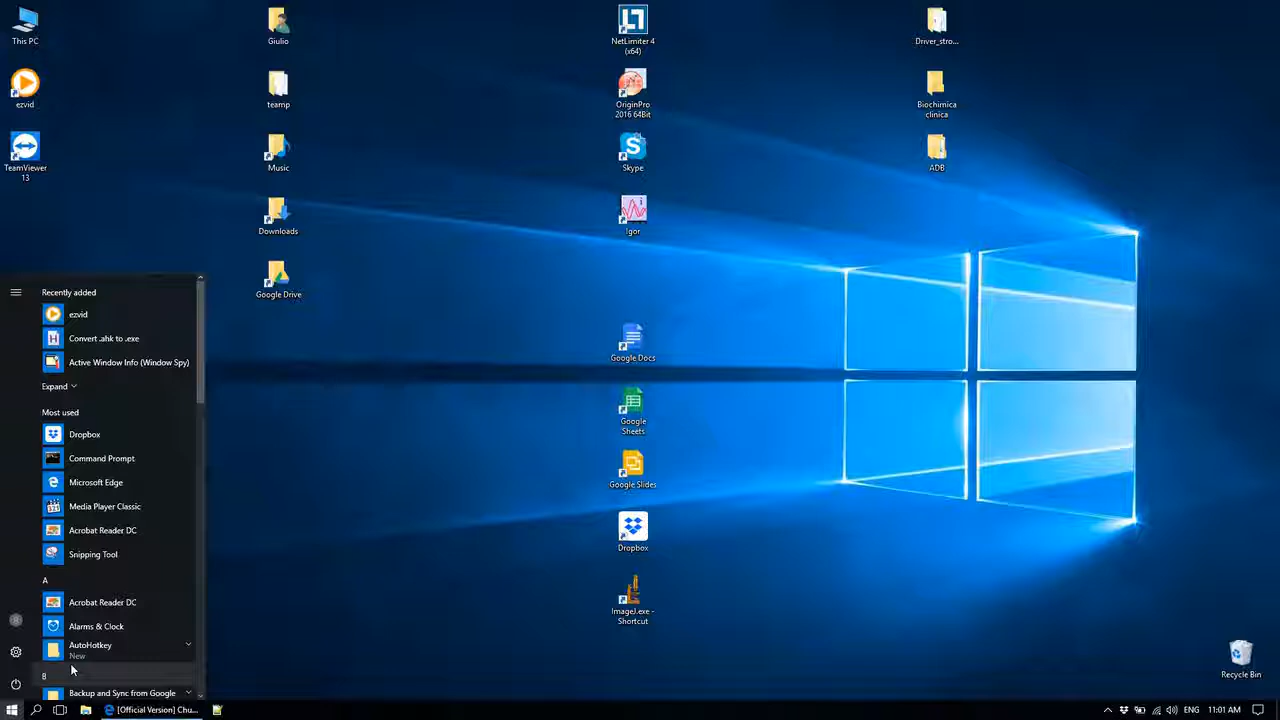 This PC
ezvid
TeamViewer
13
Giulio
teamp
Music
Downloads
Google Drive
NetLimiter 4
(x64)
OriginPro
2016 64Bit
Skype
Igor
Google Docs
Google
Sheets
Google Slides
Dropbox
ImageJ.exe -
Shortcut
Driver_stro...
Biochimica
clinica
ADB
Recycle Bin
Recently added
ezvid
Convert .ahk to .exe
Active Window Info (Window Spy)
Expand
Most used
Dropbox
Command Prompt
Microsoft Edge
Media Player Classic
Acrobat Reader DC
Snipping Tool
A
Acrobat Reader DC
Alarms & Clock
AutoHotkey
New
B
Backup and Sync from Google
[Official Version] Chu...
ENG
11:01 AM